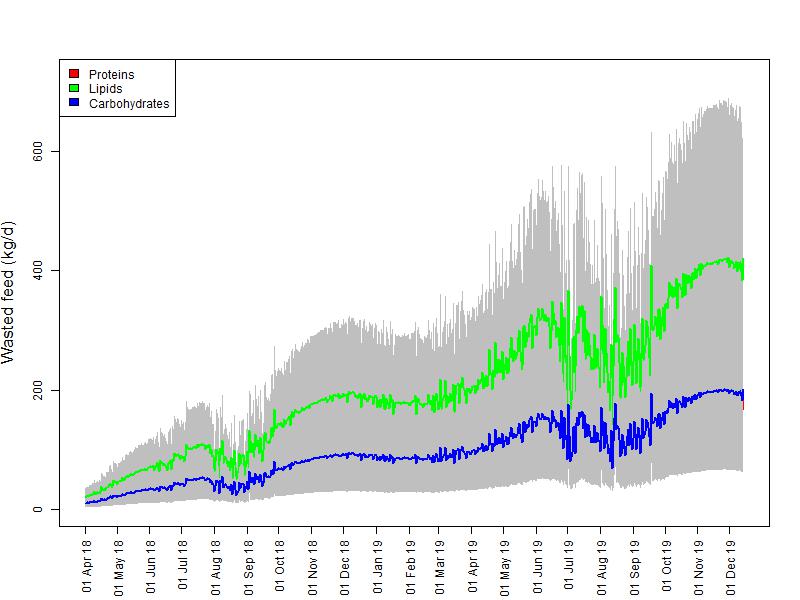 Proteins
Lipids
Carbohydrates
Wasted feed (kg/d)
600
400
200
0
01 Apr 18
01 May 18
01 Jun 18
01 Jul 18
01 Aug 18
01 Sep 18
01 Oct 18
01 Nov 18
01 Dec 18
01 Jan 19
01 Feb 19
01 Mar 19
01 Apr 19
01 May 19
01 Jun 19
01 Jul 19
01 Aug 19
01 Sep 19
01 Oct 19
01 Nov 19
01 Dec 19